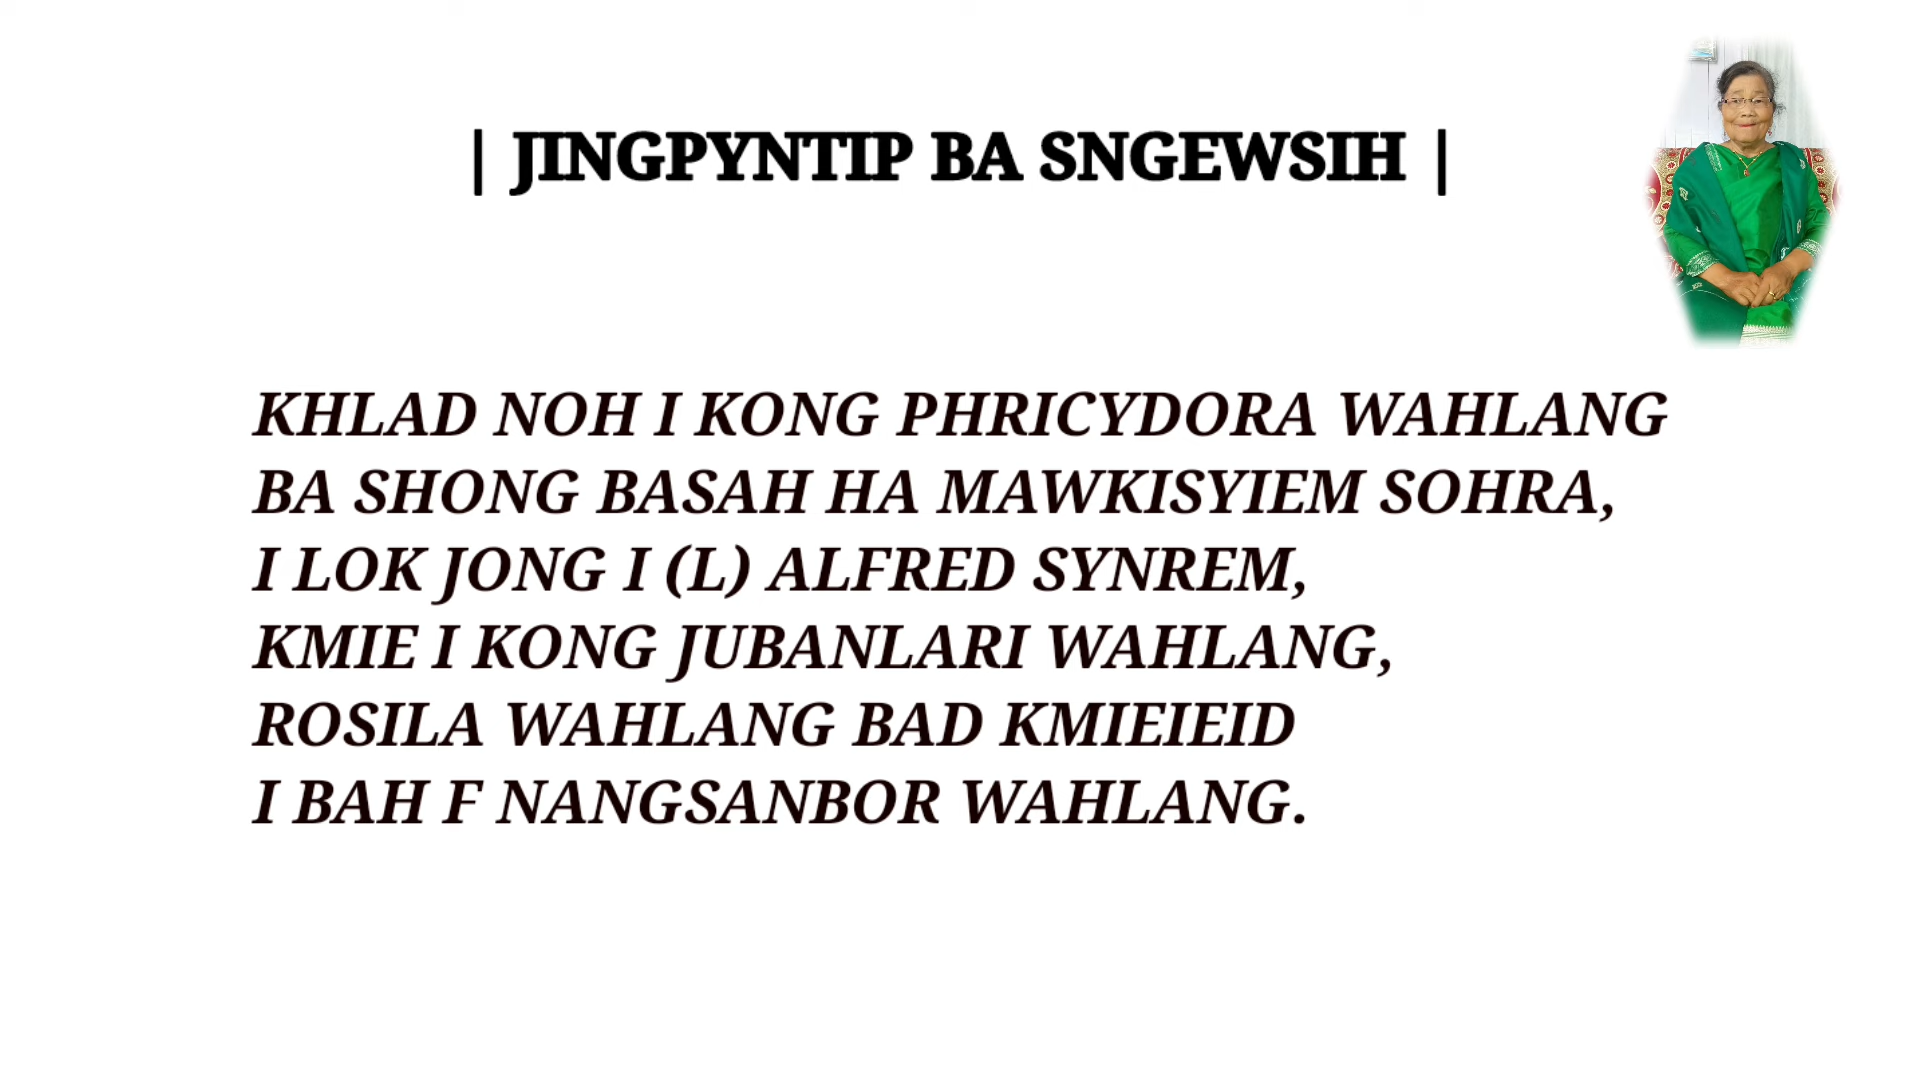 | JINGPYNTIP BA SNGEWSIH |
KHLAD NOH I KONG PHRICYDORA WAHLANG
BA SHONG BASAH HA MAWKISYIEM SOHRA,
I LOK JONG I (L) ALFRED SYNREM,
KMIE I KONG JUBANLARI WAHLANG,
ROSILA WAHLANG BAD KMIEIEID
I BAH F NANGSANBOR WAHLANG.